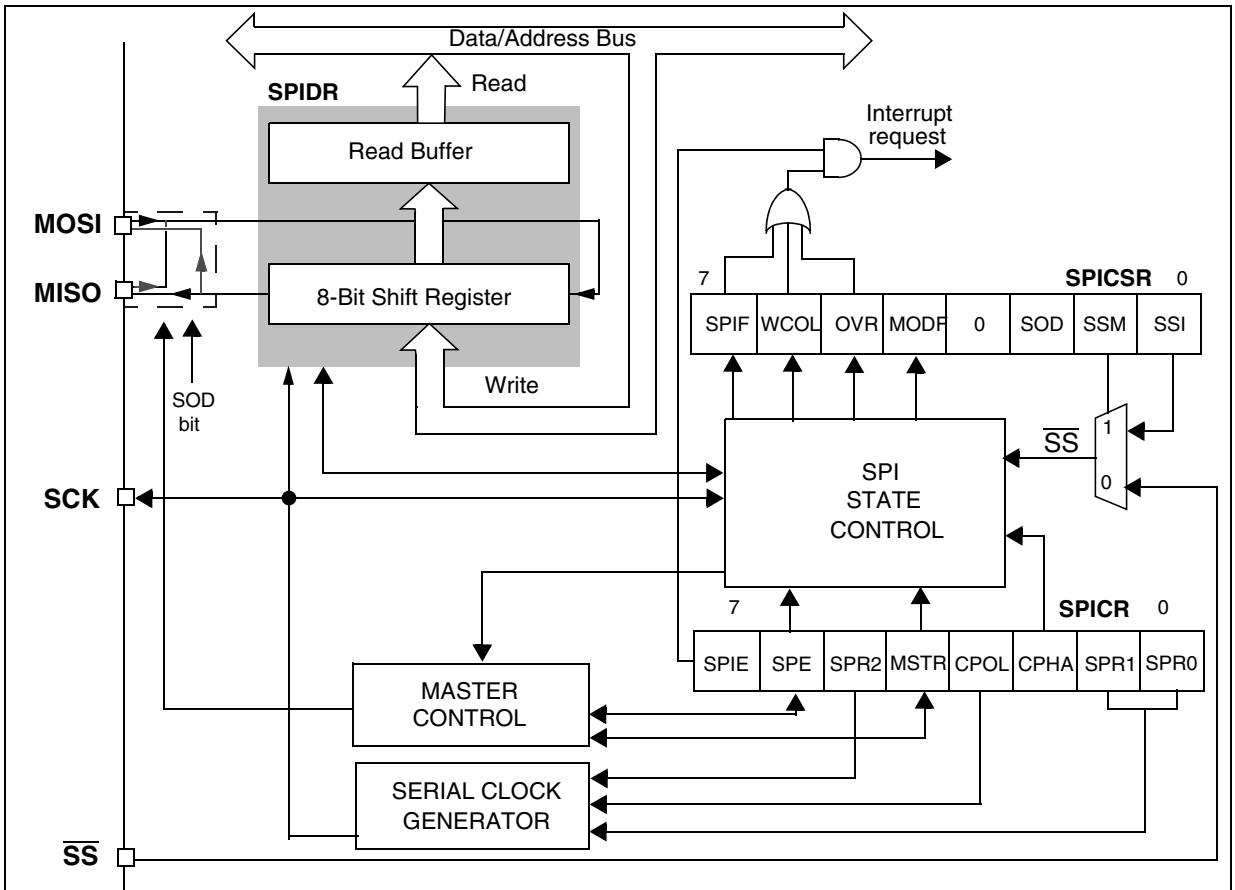 Data/Address Bus
SPIDR
Read
Read Buffer
Interrupt
request
MOSI
MISO
8-Bit Shift Register
7
SPICSR
0
SPIF
WCOL
OVR
MODF
0
SOD
SSM
SSI
Write
SOD
bit
1
SS
0
SCK
SPI
STATE
CONTROL
7
SPICR
0
SPIE
SPE
SPR2
MSTR
CPOL
CPHA
SPR1
SPR0
MASTER
CONTROL
SERIAL CLOCK
GENERATOR
SS